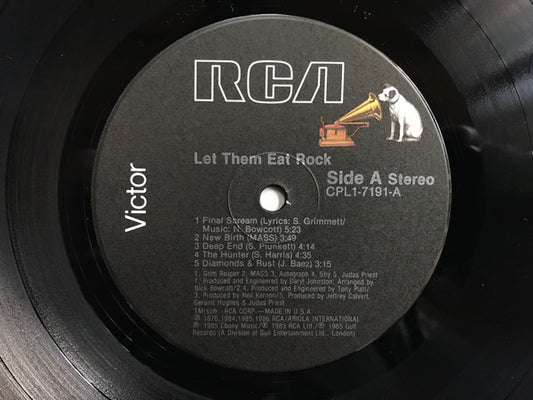 RCA
Let Them Eat Rock
Side A Stereo
CPL1-7191-A
Victor
1 Final Scream (Lyrics: S. Grimmett/
Music: N. Bowcott) 5:23
2 New Birth (MASS) 3:49
3 Deep End (S. Plunkett) 4:14
4 The Hunter (S. Harris) 4:35
5 Diamonds & Rust (J. Baez) 3:15
1. Grim Reaper 2. MASS 3. Autograph 4. Spy 5. Judas Priest
1. Produced and Engineered by Daryl Johnston; Arranged by
Nick Bowcott/2,4. Produced and Engineered by Tony Platt/
3. Produced by Neil Kernon/5. Produced by Jeffrey Calvert,
Geraint Hughes & Judas Priest
TM(s)® RCA CORP.—MADE IN U.S.A.
℗ 1976,1984,1985,1986 RCA/ARIOLA INTERNATIONAL
℗ 1985 Ebony Music/℗ 1985 RCA Ltd./℗ 1985 Gull
Records (A Division of Gull Entertainment Ltd., London)